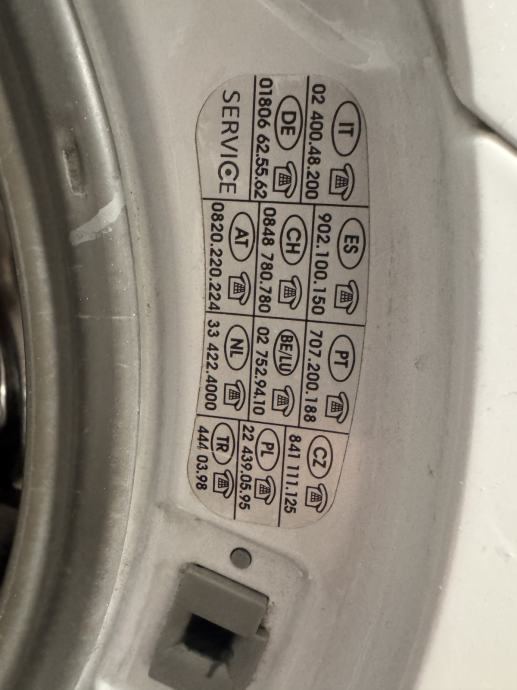 IT
02 400.48.200
ES
902.100.150
PT
707.200.188
CZ
841 111.125
DE
01806 62.55.62
CH
0848 780.780
BE/LU
02 752.94.10
PL
22 439.05.95
SERVICE
AT
0820.220.224
NL
33 422.4000
TR
444 03.98